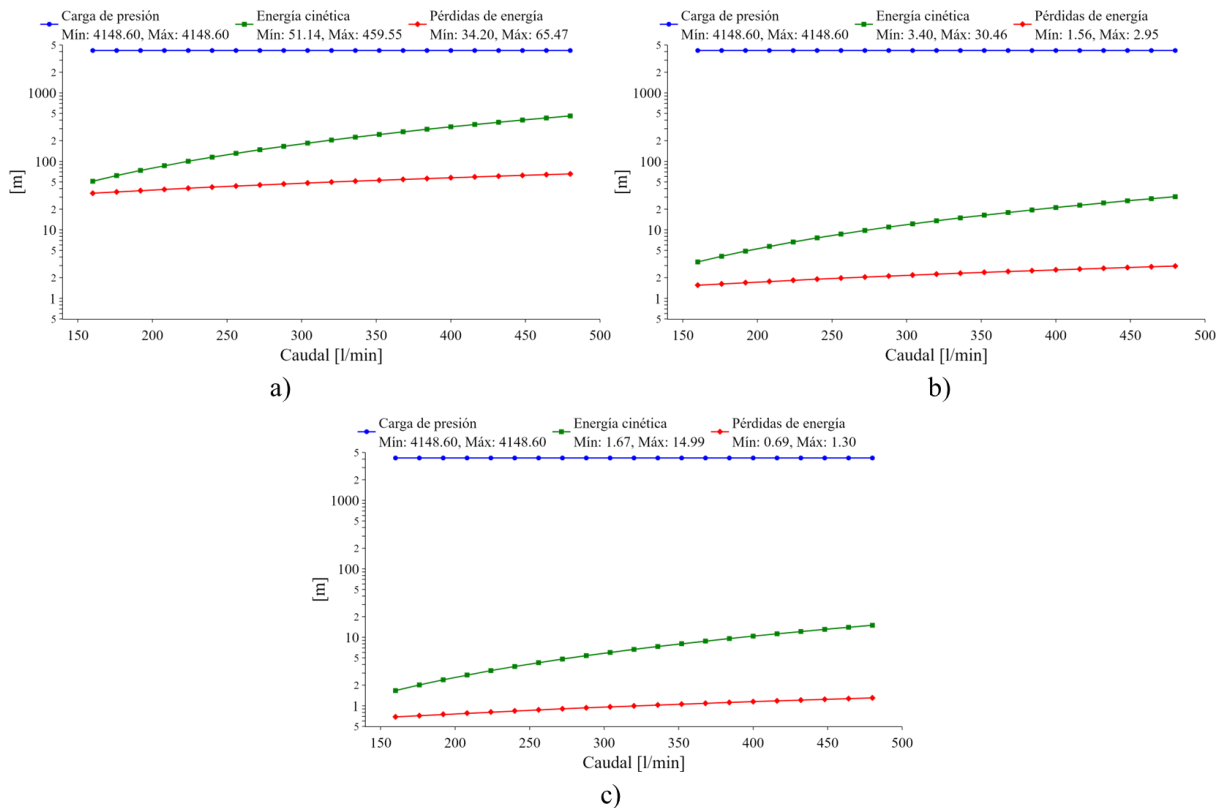 Carga de presión Energía cinética Pérdidas de energía
Mín: 4148.60, Máx: 4148.60 Mín: 51.14, Máx: 459.55 Mín: 34.20, Máx: 65.47
5
2
1000
5
2
100
5
2
10
5
2
1
5
[m]
150 200 250 300 350 400 450 500
Caudal [l/min]
a)
Carga de presión Energía cinética Pérdidas de energía
Mín: 4148.60, Máx: 4148.60 Mín: 3.40, Máx: 30.46 Mín: 1.56, Máx: 2.95
5
2
1000
5
2
100
5
2
10
5
2
1
5
[m]
150 200 250 300 350 400 450 500
Caudal [l/min]
b)
Carga de presión Energía cinética Pérdidas de energía
Mín: 4148.60, Máx: 4148.60 Mín: 1.67, Máx: 14.99 Mín: 0.69, Máx: 1.30
5
2
1000
5
2
100
5
2
10
5
2
1
5
[m]
150 200 250 300 350 400 450 500
Caudal [l/min]
c)